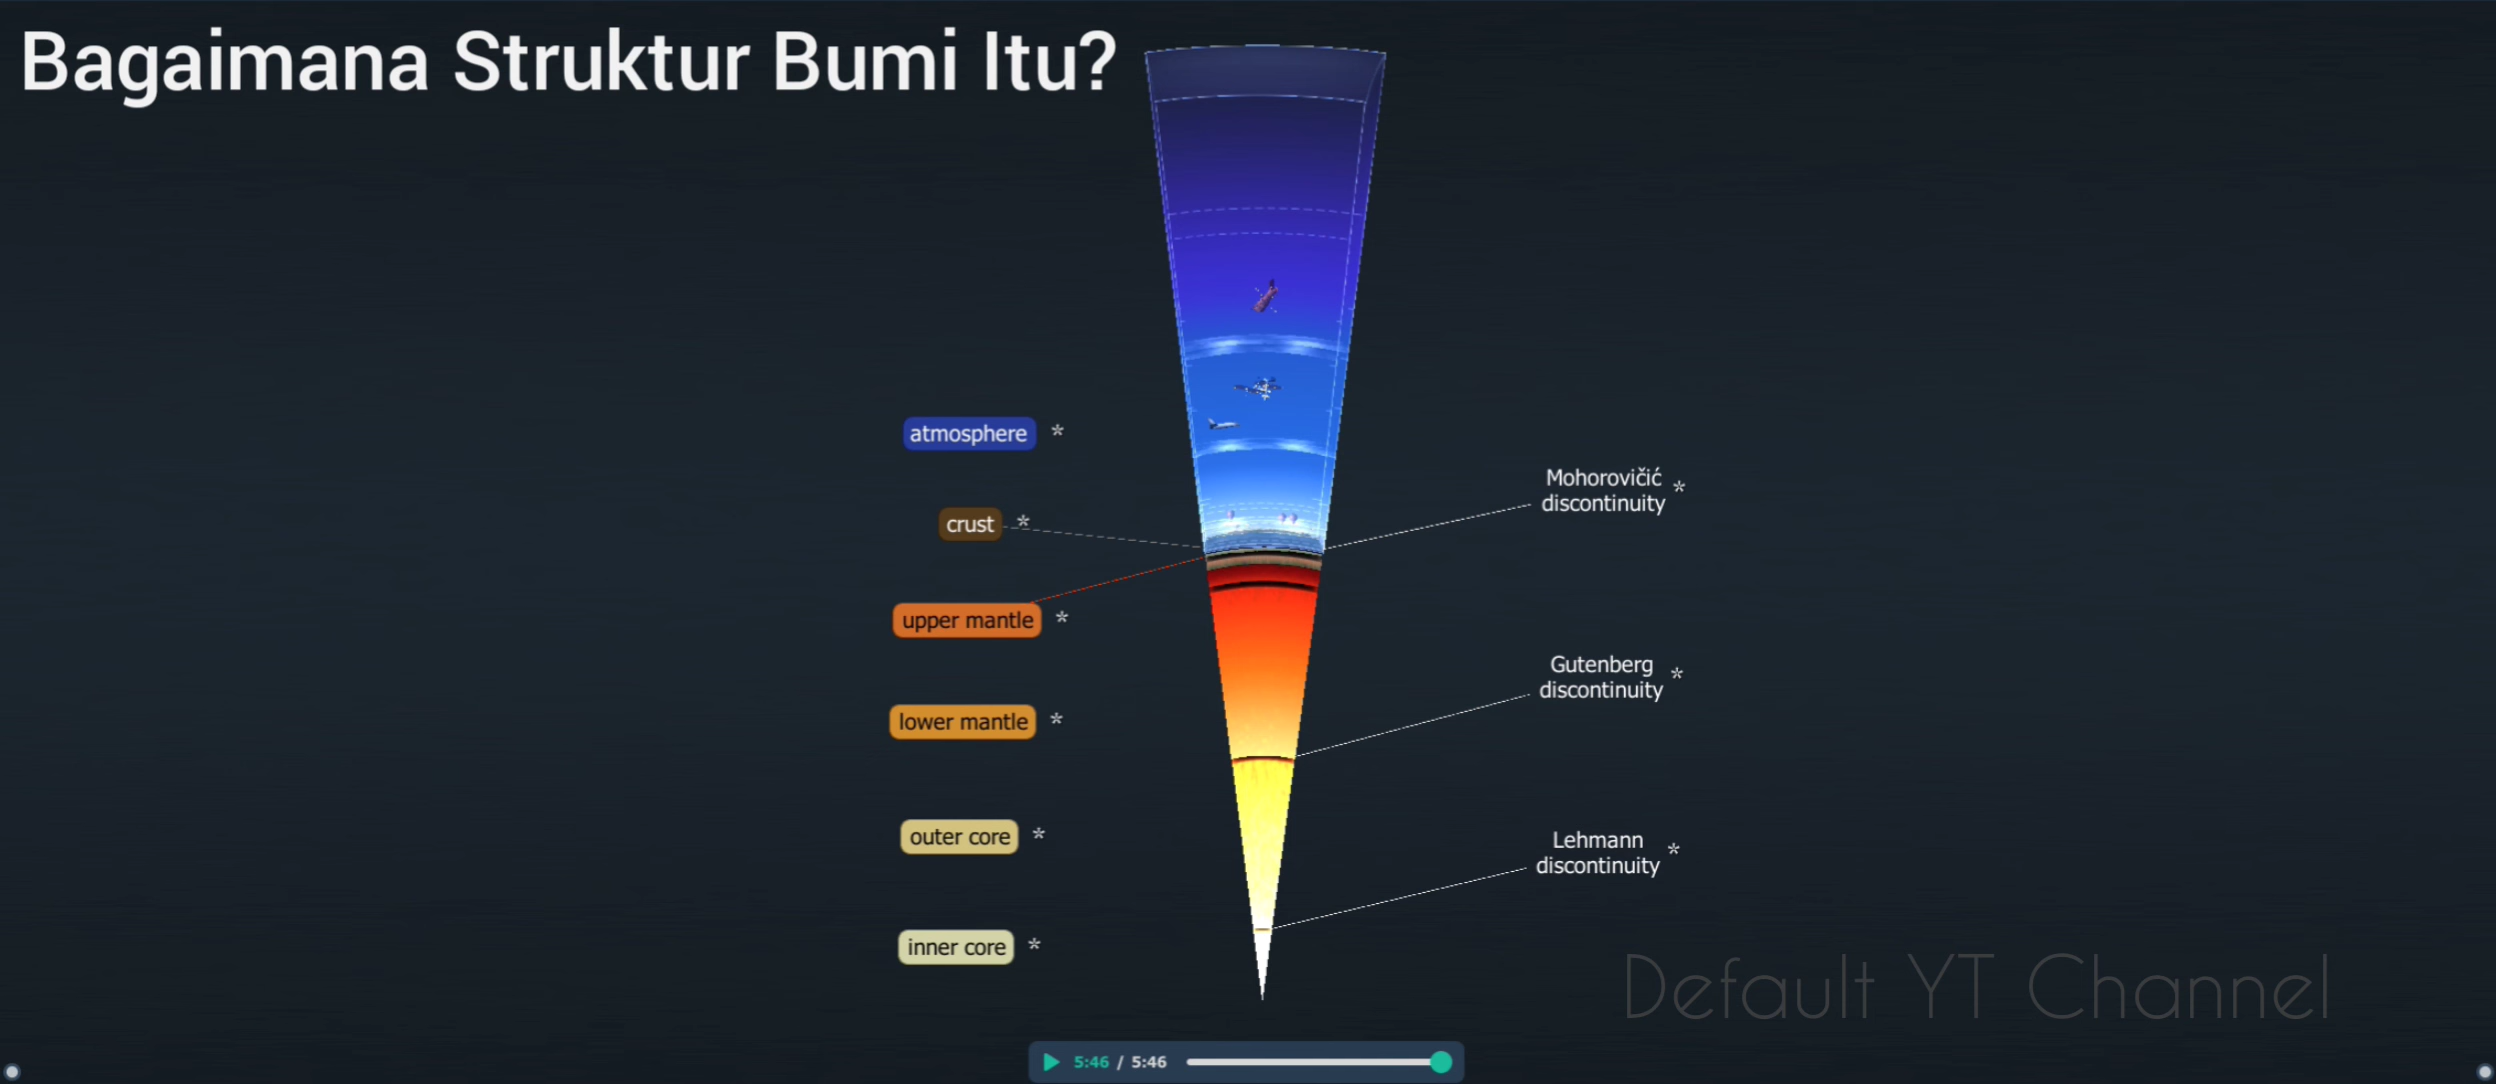 Bagaimana Struktur Bumi Itu?
atmosphere *
crust *
upper mantle *
lower mantle *
outer core *
inner core *
Mohorovičić
discontinuity *
Gutenberg
discontinuity *
Lehmann
discontinuity *
Default YT Channel
5:46 / 5:46